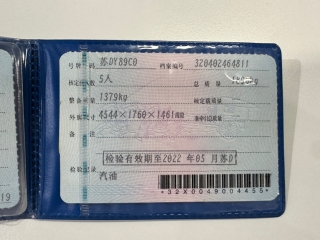 号牌号码 苏DY89C0 档案编号 320402464811
核定载人数 5人 总质量
整备质量 1379kg 核定载质量 --
外廓尺寸 4544×1760×1461mm 准牵引总质量 --
备注
检验有效期至2022年05月苏D
检验记录 汽油
*32X0049004455*